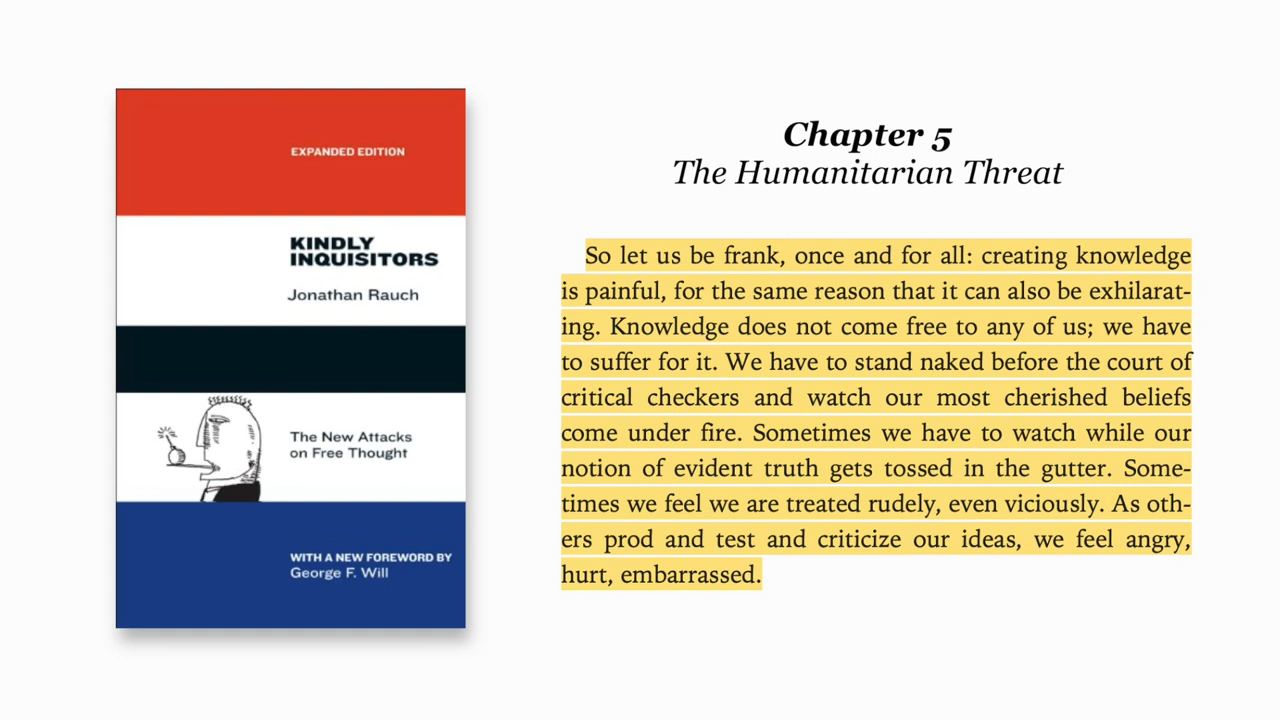 EXPANDED EDITION
KINDLY
INQUISITORS
Jonathan Rauch
The New Attacks
on Free Thought
WITH A NEW FOREWORD BY
George F. Will
Chapter 5
The Humanitarian Threat
So let us be frank, once and for all: creating knowledge
is painful, for the same reason that it can also be exhilarat-
ing. Knowledge does not come free to any of us; we have
to suffer for it. We have to stand naked before the court of
critical checkers and watch our most cherished beliefs
come under fire. Sometimes we have to watch while our
notion of evident truth gets tossed in the gutter. Some-
times we feel we are treated rudely, even viciously. As oth-
ers prod and test and criticize our ideas, we feel angry,
hurt, embarrassed.